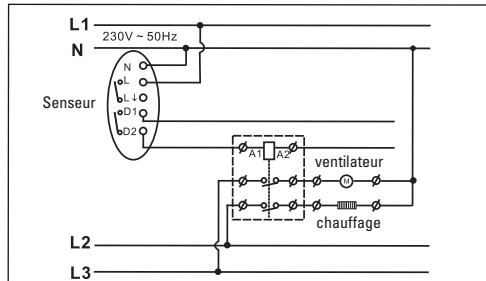 L1
230V ~ 50Hz
N
N
L
Senseur
L↓
D1
D2
A1
A2
ventilateur
M
chauffage
L2
L3